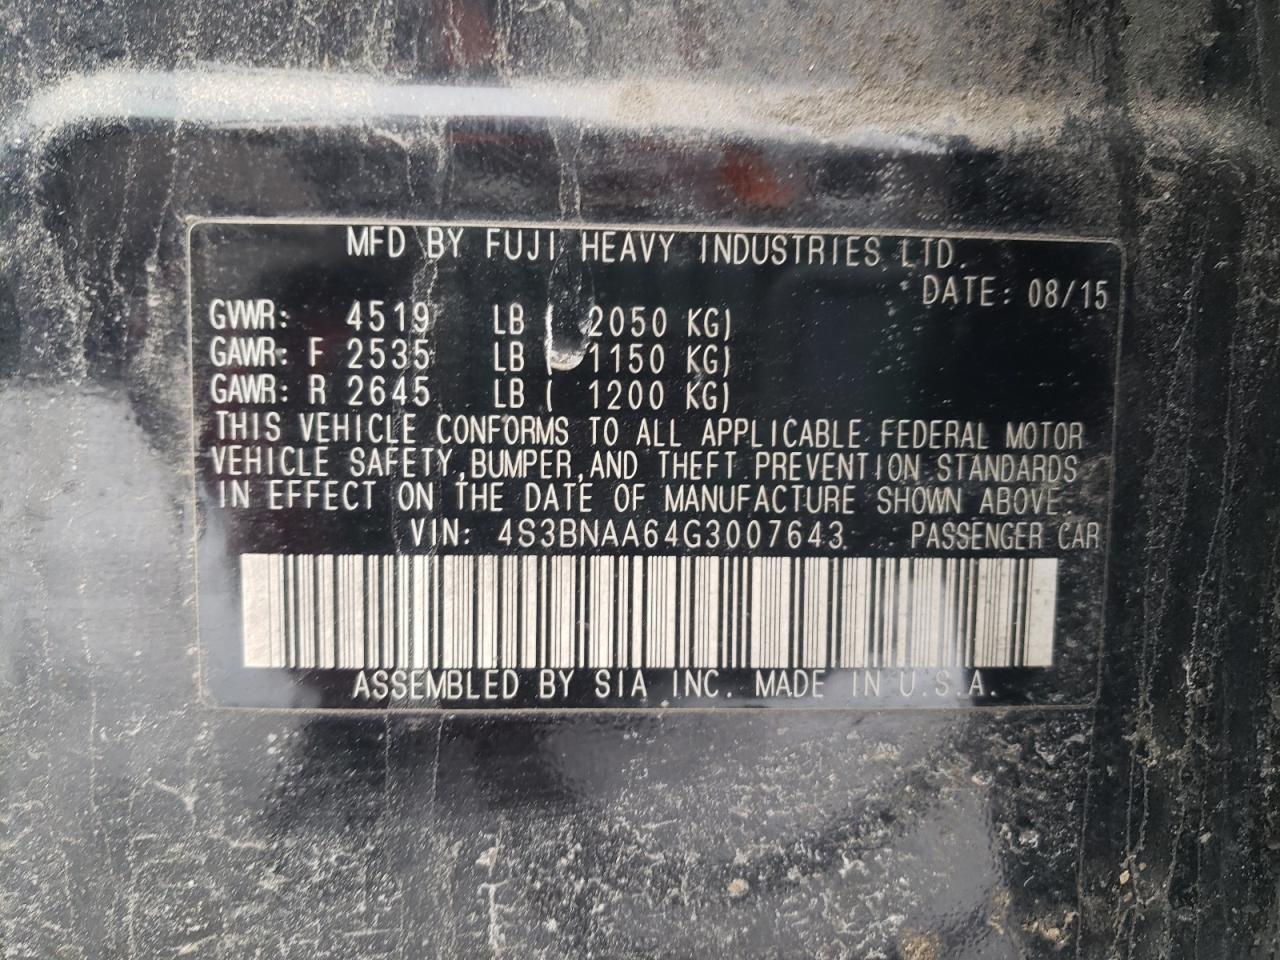 MFD BY FUJI HEAVY INDUSTRIES LTD.
DATE: 08/15
GVWR: 4519 LB ( 2050 KG)
GAWR: F 2535 LB ( 1150 KG)
GAWR: R 2645 LB ( 1200 KG)
THIS VEHICLE CONFORMS TO ALL APPLICABLE FEDERAL MOTOR
VEHICLE SAFETY,BUMPER,AND THEFT PREVENTION STANDARDS
IN EFFECT ON THE DATE OF MANUFACTURE SHOWN ABOVE.
VIN: 4S3BNAA64G3007643 PASSENGER CAR
ASSEMBLED BY SIA INC. MADE IN U.S.A.